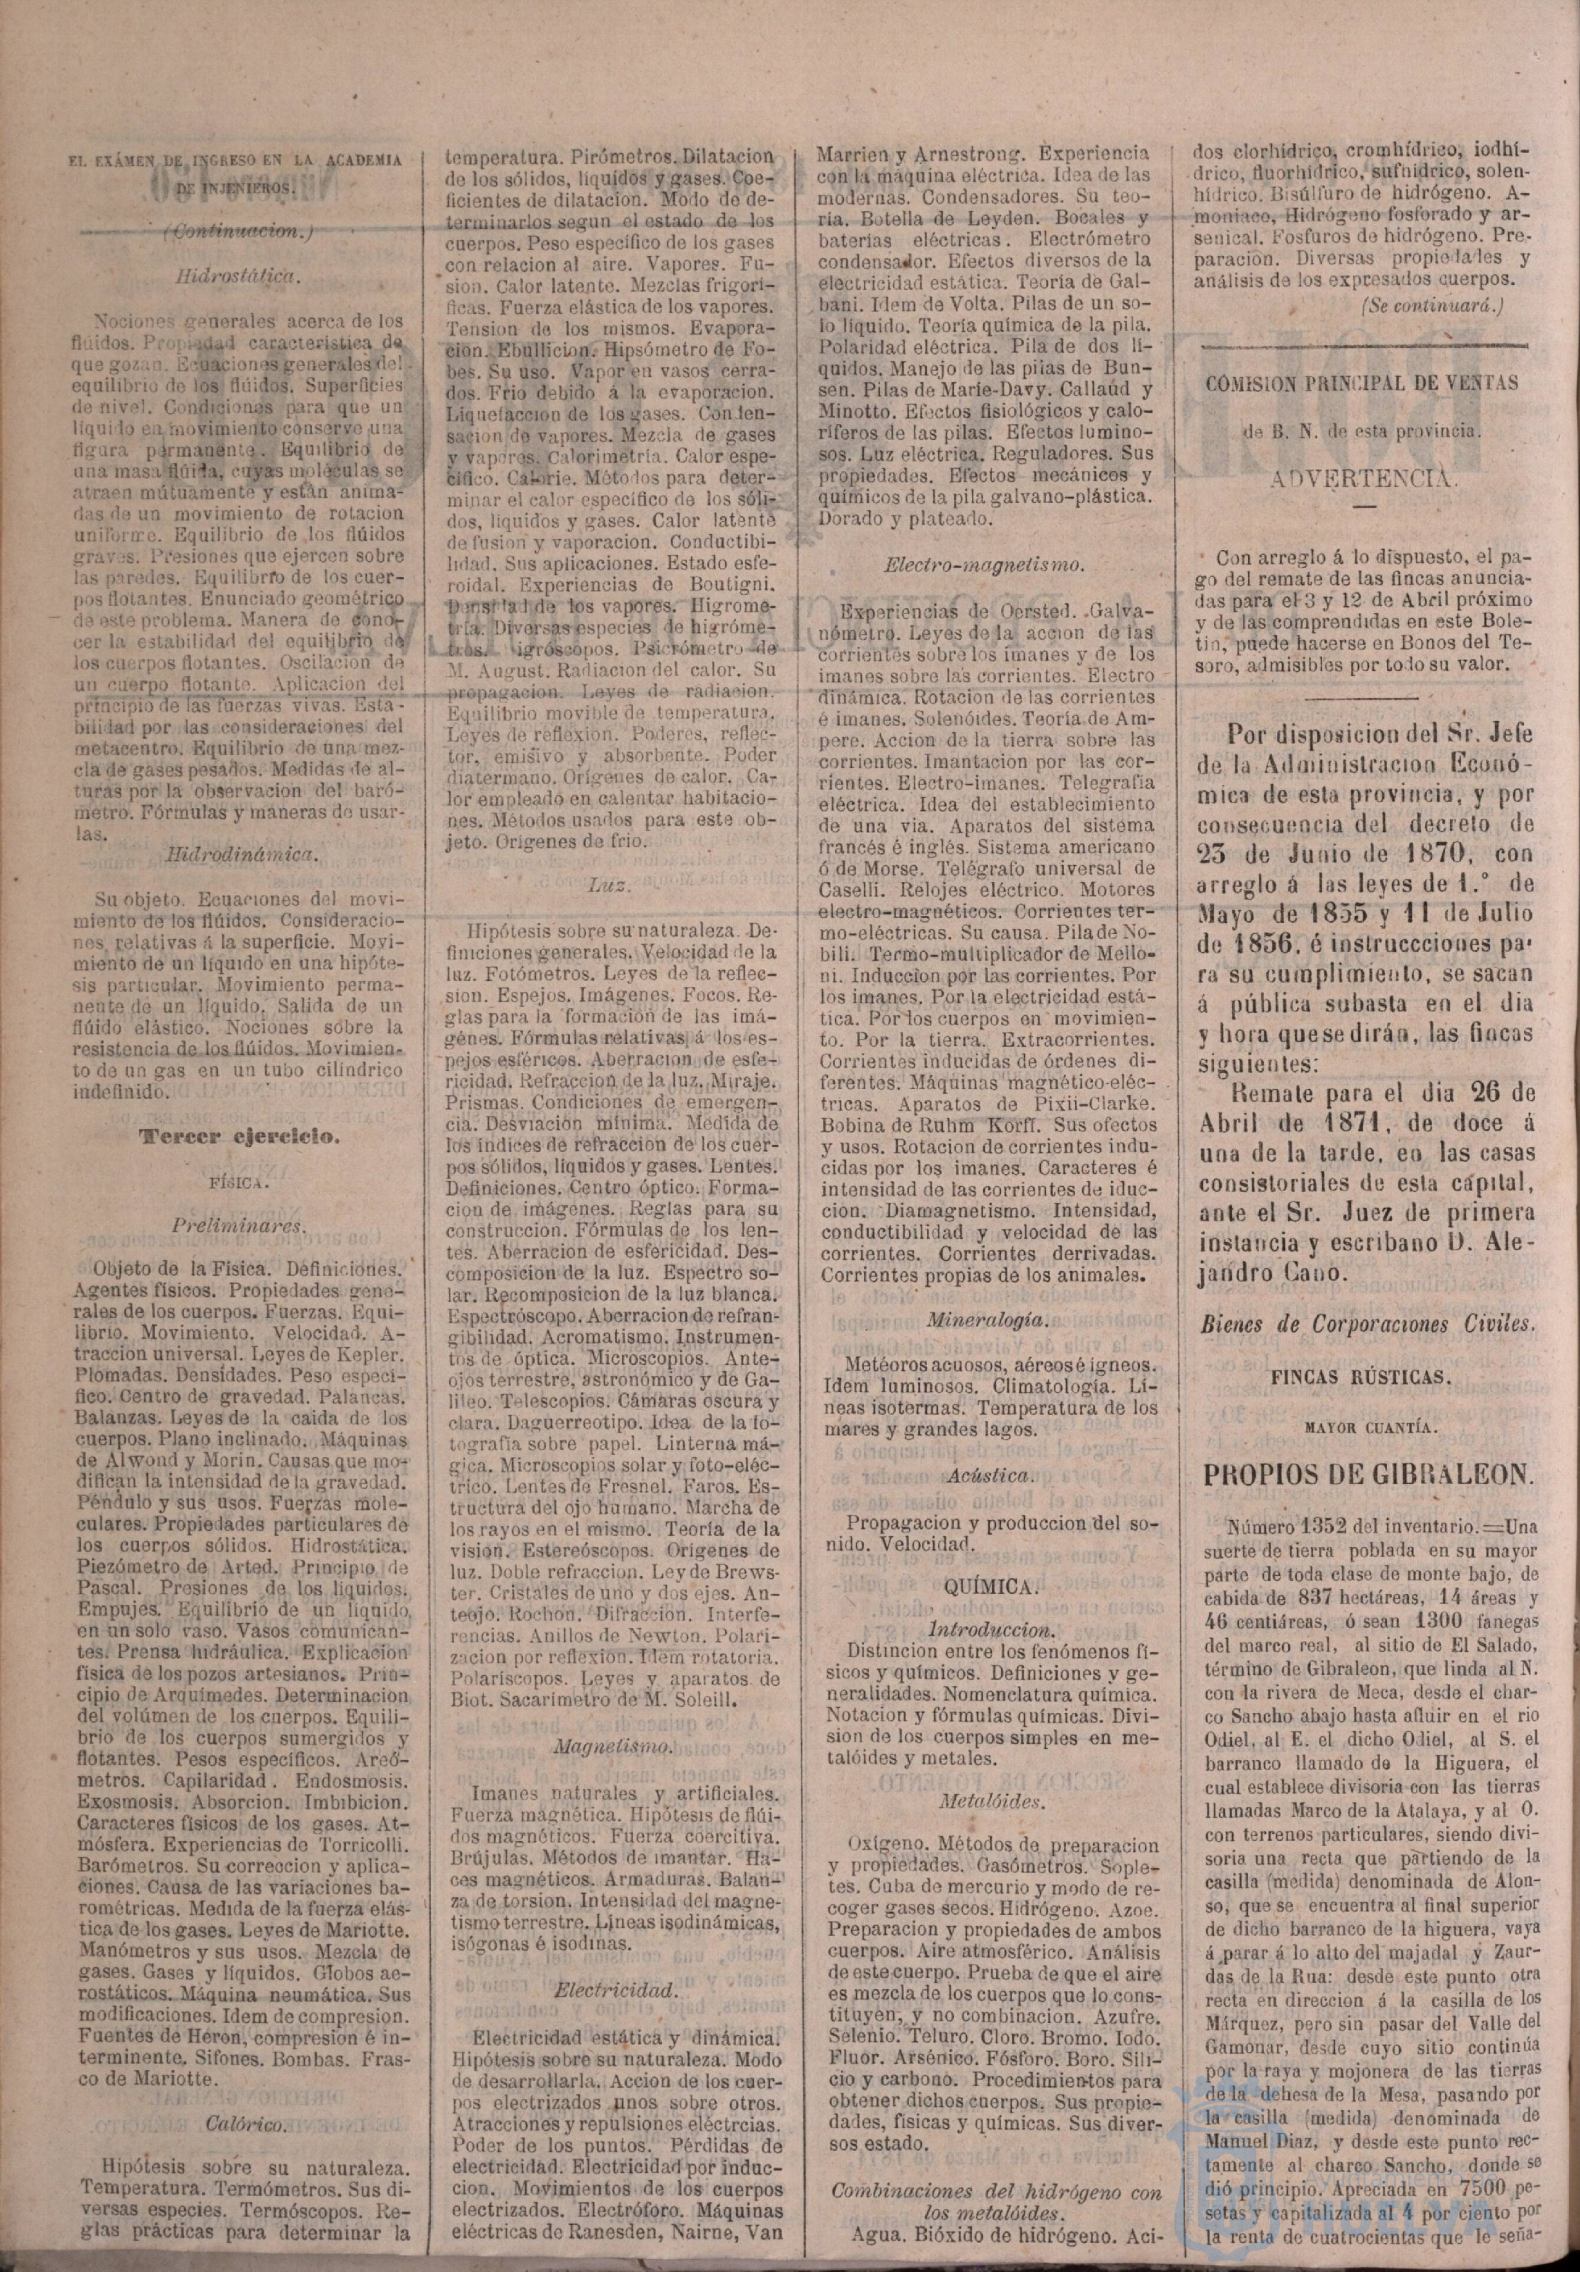 EL EXÁMEN DE INGRESO EN LA ACADEMIA
DE INJENIEROS.
(Continuacion.)
Hidrostática.
Nociones generales acerca de los
flúidos. Propiedad característica de
que gozan. Ecuaciones generales del
equilibrio de los flúidos. Superficies
de nivel. Condiciones para que un
líquido en movimiento conserve una
figura permanente. Equilibrio de
una masa flúida, cuyas moléculas se
atraen mútuamente y están anima-
das de un movimiento de rotacion
uniforme. Equilibrio de los flúidos
graves. Presiones que ejercen sobre
las paredes. Equilibrto de los cuer-
pos flotantes. Enunciado geométrico
de este problema. Manera de cono-
cer la estabilidad del equilibrio de
los cuerpos flotantes. Oscilacion de
un cuerpo flotante. Aplicacion del
principio de las fuerzas vivas. Esta-
bilidad por las consideraciones del
metacentro. Equilibrio de una mez-
cla de gases pesados. Medidas de al-
turas por la observacion del baró-
metro. Fórmulas y maneras de usar-
las.
Hidrodinámica.
Su objeto. Ecuaciones del movi-
miento de los flúidos. Consideracio-
nes relativas á la superficie. Movi-
miento de un líquido en una hipóte-
sis particular. Movimiento perma-
nente de un líquido. Salida de un
flúido elástico. Nociones sobre la
resistencia de los flúidos. Movimien-
to de un gas en un tubo cilíndrico
indefinido.
Tercer ejercicio.
FÍSICA.
Preliminares.
Objeto de la Física. Definiciones.
Agentes físicos. Propiedades gene-
rales de los cuerpos. Fuerzas. Equi-
librio. Movimiento. Velocidad. A-
traccion universal. Leyes de Kepler.
Plomadas. Densidades. Peso especí-
fico. Centro de gravedad. Palancas.
Balanzas. Leyes de la caida de los
cuerpos. Plano inclinado. Máquinas
de Alwond y Morin. Causas que mo-
difican la intensidad de la gravedad.
Péndulo y sus usos. Fuerzas mole-
culares. Propiedades particulares de
los cuerpos sólidos. Hidrostática.
Piezómetro de Arted. Principio de
Pascal. Presiones de los líquidos.
Empujes. Equilibrio de un líquido
en un solo vaso. Vasos comunican-
tes. Prensa hidráulica. Explicacion
física de los pozos artesianos. Prin-
cipio de Arquímedes. Determinacion
del volúmen de los cuerpos. Equili-
brio de los cuerpos sumergidos y
flotantes. Pesos específicos. Areó-
metros. Capilaridad. Endosmosis.
Exosmosis. Absorcion. Imbibicion.
Caracteres físicos de los gases. At-
mósfera. Experiencias de Torricolli.
Barómetros. Su correccion y aplica-
ciones. Causa de las variaciones ba-
rométricas. Medida de la fuerza elás-
tica de los gases. Leyes de Mariotte.
Manómetros y sus usos. Mezcla de
gases. Gases y líquidos. Globos ae-
rostáticos. Máquina neumática. Sus
modificaciones. Idem de compresion.
Fuentes de Heron, compresion é in-
terminente. Sifones. Bombas. Fras-
co de Mariotte.
Calórico.
Hipótesis sobre su naturaleza.
Temperatura. Termómetros. Sus di-
versas especies. Termóscopos. Re-
glas prácticas para determinar la
temperatura. Pirómetros. Dilatacion
de los sólidos, líquidos y gases. Coe-
ficientes de dilatacion. Modo de de-
terminarlos segun el estado de los
cuerpos. Peso específico de los gases
con relacion al aire. Vapores. Fu-
sion. Calor latente. Mezclas frigorí-
ficas. Fuerza elástica de los vapores.
Tension de los mismos. Evapora-
cion. Ebullicion. Hipsómetro de Fo-
bes. Su uso. Vapor en vasos cerra-
dos. Frio debido á la evaporacion.
Liquefaccion de los gases. Conden-
sacion de vapores. Mezcla de gases
y vapores. Calorimetría. Calor espe-
cífico. Calorie. Métodos para deter-
minar el calor específico de los sóli-
dos, líquidos y gases. Calor latente
de fusion y vaporacion. Conductibi-
lidad. Sus aplicaciones. Estado esfe-
roidal. Experiencias de Boutigni.
Densidad de los vapores. Higrome-
tría. Diversas especies de higróme-
tros. igróscopos. Psicrómetro de
M. August. Radiacion del calor. Su
propagacion. Leyes de radiacion.
Equilibrio movible de temperatura.
Leyes de reflexion. Poderes, reflec-
tor, emisivo y absorbente. Poder
diatermano. Orígenes de calor. Ca-
lor empleado en calentar habitacio-
nes. Métodos usados para este ob-
jeto. Orígenes de frio.
Luz.
Hipótesis sobre su naturaleza. De-
finiciones generales. Velocidad de la
luz. Fotómetros. Leyes de la reflec-
sion. Espejos. Imágenes. Focos. Re-
glas para la formacion de las imá-
génes. Fórmulas relativas á los es-
pejos esféricos. Aberracion de esfe-
ricidad. Refraccion de la luz. Miraje.
Prismas. Condiciones de emergen-
cia. Desviacion mínima. Medida de
los índices de refraccion de los cuer-
pos sólidos, líquidos y gases. Lentes.
Definiciones. Centro óptico. Forma-
cion de imágenes. Reglas para su
construccion. Fórmulas de los len-
tes. Aberracion de esfericidad. Des-
composicion de la luz. Espectro so-
lar. Recomposicion de la luz blanca.
Espectróscopo. Aberracion de refran-
gibilidad. Acromatismo. Instrumen-
tos de óptica. Microscopios. Ante-
ojos terrestre, astronómico y de Ga-
lileo. Telescopios. Cámaras oscura y
clara. Daguerreotipo. Idea de la fo-
tografía sobre papel. Linterna má-
gica. Microscopios solar y foto-eléc-
trico. Lentes de Fresnel. Faros. Es-
tructura del ojo humano. Marcha de
los rayos en el mismo. Teoría de la
vision. Estereóscopos. Orígenes de
luz. Doble refraccion. Ley de Brews-
ter. Cristales de uno y dos ejes. An-
teojo. Rochon. Difraccion. Interfe-
rencias. Anillos de Newton. Polari-
zacion por reflexion. Idem rotatoria.
Polaríscopos. Leyes y aparatos de
Biot. Sacarímetro de M. Soleill.
Magnetismo.
Imanes naturales y artificiales.
Fuerza magnética. Hipótesis de flúi-
dos magnéticos. Fuerza coercitiva.
Brújulas. Métodos de imantar. Ha-
ces magnéticos. Armaduras. Balan-
za de torsion. Intensidad del magne-
tismo terrestre. Líneas isodinámicas,
isógonas é isodinas.
Electricidad.
Electricidad estática y dinámica.
Hipótesis sobre su naturaleza. Modo
de desarrollarla. Accion de los cuer-
pos electrizados unos sobre otros.
Atracciones y repulsiones eléctrcias.
Poder de los puntos. Pérdidas de
electricidad. Electricidad por induc-
cion. Movimientos de los cuerpos
electrizados. Electróforo. Máquinas
eléctricas de Ranesden, Nairne, Van
Marrien y Arnestrong. Experiencia
con la máquina eléctrica. Idea de las
modernas. Condensadores. Su teo-
ría. Botella de Leyden. Bocales y
baterías eléctricas. Electrómetro
condensador. Efectos diversos de la
electricidad estática. Teoría de Gal-
bani. Idem de Volta. Pilas de un so-
lo líquido. Teoría química de la pila.
Polaridad eléctrica. Pila de dos lí-
quidos. Manejo de las pilas de Bun-
sen. Pilas de Marie-Davy. Callaúd y
Minotto. Efectos fisiológicos y calo-
ríferos de las pilas. Efectos lumino-
sos. Luz eléctrica. Reguladores. Sus
propiedades. Efectos mecánicos y
químicos de la pila galvano-plástica.
Dorado y plateado.
Electro-magnetismo.
Experiencias de Oersted. Galva-
nómetro. Leyes de la accion de las
corrientes sobre los imanes y de los
imanes sobre las corrientes. Electro
dinámica. Rotacion de las corrientes
é imanes. Solenóides. Teoría de Am-
pere. Accion de la tierra sobre las
corrientes. Imantacion por las cor-
rientes. Electro-imanes. Telegrafía
eléctrica. Idea del establecimiento
de una via. Aparatos del sistema
francés é inglés. Sistema americano
ó de Morse. Telégrafo universal de
Caselli. Relojes eléctrico. Motores
electro-magnéticos. Corrientes ter-
mo-eléctricas. Su causa. Pila de No-
bili. Termo-multiplicador de Mello-
ni. Induccion por las corrientes. Por
los imanes. Por la electricidad está-
tica. Por los cuerpos en movimien-
to. Por la tierra. Extracorrientes.
Corrientes inducidas de órdenes di-
ferentes. Máquinas magnético-eléc-
tricas. Aparatos de Pixii-Clarke.
Bobina de Ruhm Korff. Sus efectos
y usos. Rotacion de corrientes indu-
cidas por los imanes. Caracteres é
intensidad de las corrientes de iduc-
cion. Diamagnetismo. Intensidad,
conductibilidad y velocidad de las
corrientes. Corrientes derrivadas.
Corrientes propias de los animales.
Mineralogía.
Metéoros acuosos, aéreos é igneos.
Idem luminosos. Climatología. Lí-
neas isotermas. Temperatura de los
mares y grandes lagos.
Acústica.
Propagacion y produccion del so-
nido. Velocidad.
QUÍMICA.
Introduccion.
Distincion entre los fenómenos fí-
sicos y químicos. Definiciones y ge-
neralidades. Nomenclatura química.
Notacion y fórmulas químicas. Divi-
sion de los cuerpos simples en me-
talóides y metales.
Metalóides.
Oxígeno. Métodos de preparacion
y propiedades. Gasómetros. Sople-
tes. Cuba de mercurio y modo de re-
coger gases secos. Hidrógeno. Azoe.
Preparacion y propiedades de ambos
cuerpos. Aire atmosférico. Análisis
de este cuerpo. Prueba de que el aire
es mezcla de los cuerpos que lo cons-
tituyen, y no combinacion. Azufre.
Selenio. Teluro. Cloro. Bromo. Iodo.
Fluor. Arsénico. Fósforo. Boro. Sili-
cio y carbono. Procedimientos para
obtener dichos cuerpos. Sus propie-
dades, físicas y químicas. Sus diver-
sos estado.
Combinaciones del hidrógeno con
los metalóides.
Agua. Bióxido de hidrógeno. Aci-
dos clorhídrico, cromhídrico, iodhí-
drico, fluorhídrico, sufhídrico, solen-
hídrico. Bisúlfuro de hidrógeno. A-
moniaco, Hidrógeno fosforado y ar-
senical. Fosfuros de hidrógeno. Pre-
paracion. Diversas propiedades y
análisis de los expresados cuerpos.
(Se continuará.)
COMISION PRINCIPAL DE VENTAS
de B. N. de esta provincia.
ADVERTENCIA.
Con arreglo á lo dispuesto, el pa-
go del remate de las fincas anuncia-
das para el 3 y 12 de Abril próximo
y de las comprendidas en este Bole-
tin, puede hacerse en Bonos del Te-
soro, admisibles por todo su valor.
Por disposicion del Sr. Jefe
de la Administracion Econó-
mica de esta provincia, y por
consecuencia del decreto de
23 de Junio de 1870, con
arreglo á las leyes de 1.° de
Mayo de 1855 y 11 de Julio
de 1856, é instruccciones pa-
ra su cumplimiento, se sacan
á pública subasta en el dia
y hora que se dirán, las fincas
siguientes:
Remate para el dia 26 de
Abril de 1871, de doce á
una de la tarde, en las casas
consistoriales de esta capital,
ante el Sr. Juez de primera
instancia y escribano D. Ale-
jandro Cano.
Bienes de Corporaciones Civiles.
FINCAS RÚSTICAS.
MAYOR CUANTÍA.
PROPIOS DE GIBRALEON.
Número 1352 del inventario.=Una
suerte de tierra poblada en su mayor
parte de toda clase de monte bajo, de
cabida de 837 hectáreas, 14 áreas y
46 centiáreas, ó sean 1300 fanegas
del marco real, al sitio de El Salado,
término de Gibraleon, que linda al N.
con la rivera de Meca, desde el char-
co Sancho abajo hasta afluir en el rio
Odiel, al E. el dicho Odiel, al S. el
barranco llamado de la Higuera, el
cual establece divisoria con las tierras
llamadas Marco de la Atalaya, y al O.
con terrenos particulares, siendo divi-
soria una recta que partiendo de la
casilla (medida) denominada de Alon-
so, que se encuentra al final superior
de dicho barranco de la higuera, vaya
á parar á lo alto del majadal y Zaur-
das de la Rua: desde este punto otra
recta en direccion á la casilla de los
Márquez, pero sin pasar del Valle del
Gamonar, desde cuyo sitio continúa
por la raya y mojonera de las tierras
de la dehesa de la Mesa, pasando por
la casilla (medida) denominada de
Manuel Diaz, y desde este punto rec-
tamente al charco Sancho, donde se
dió principio. Apreciada en 7500 pe-
setas y capitalizada al 4 por ciento por
la renta de cuatrocientas que le seña-